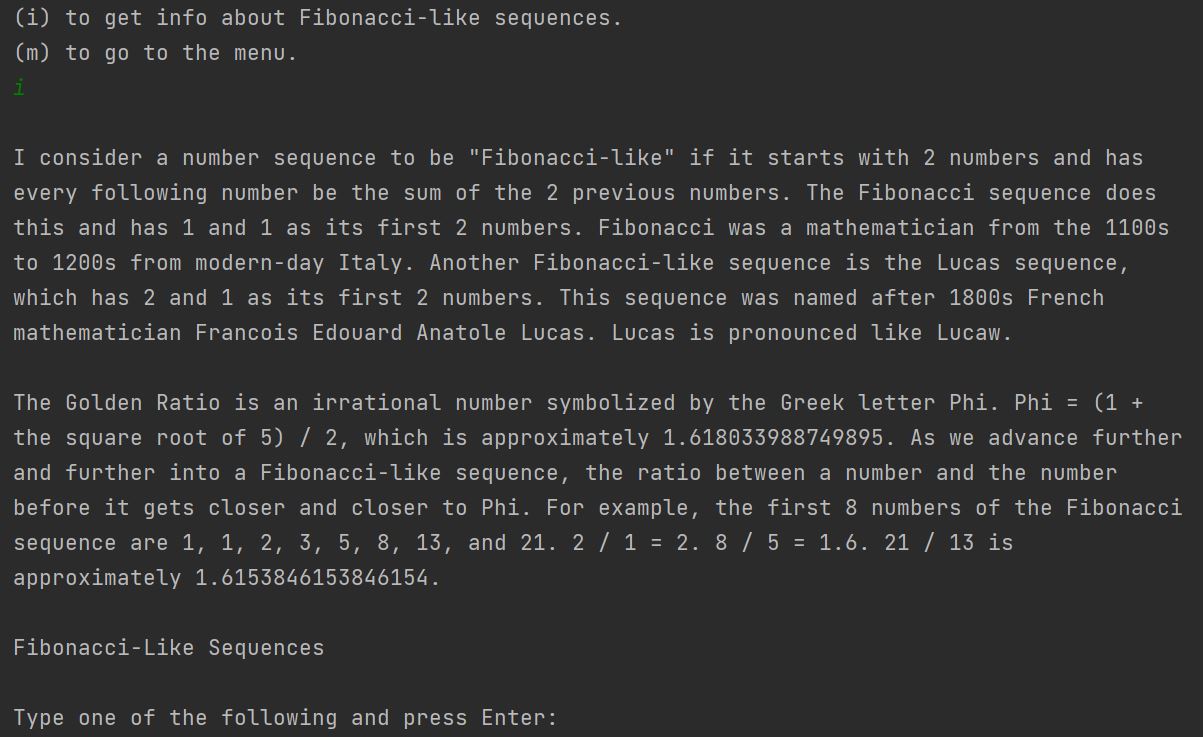 (i) to get info about Fibonacci-like sequences.
(m) to go to the menu.
i
I consider a number sequence to be "Fibonacci-like" if it starts with 2 numbers and has
every following number be the sum of the 2 previous numbers. The Fibonacci sequence does
this and has 1 and 1 as its first 2 numbers. Fibonacci was a mathematician from the 1100s
to 1200s from modern-day Italy. Another Fibonacci-like sequence is the Lucas sequence,
which has 2 and 1 as its first 2 numbers. This sequence was named after 1800s French
mathematician Francois Edouard Anatole Lucas. Lucas is pronounced like Lucaw.
The Golden Ratio is an irrational number symbolized by the Greek letter Phi. Phi = (1 +
the square root of 5) / 2, which is approximately 1.618033988749895. As we advance further
and further into a Fibonacci-like sequence, the ratio between a number and the number
before it gets closer and closer to Phi. For example, the first 8 numbers of the Fibonacci
sequence are 1, 1, 2, 3, 5, 8, 13, and 21. 2 / 1 = 2. 8 / 5 = 1.6. 21 / 13 is
approximately 1.6153846153846154.
Fibonacci-Like Sequences
Type one of the following and press Enter: